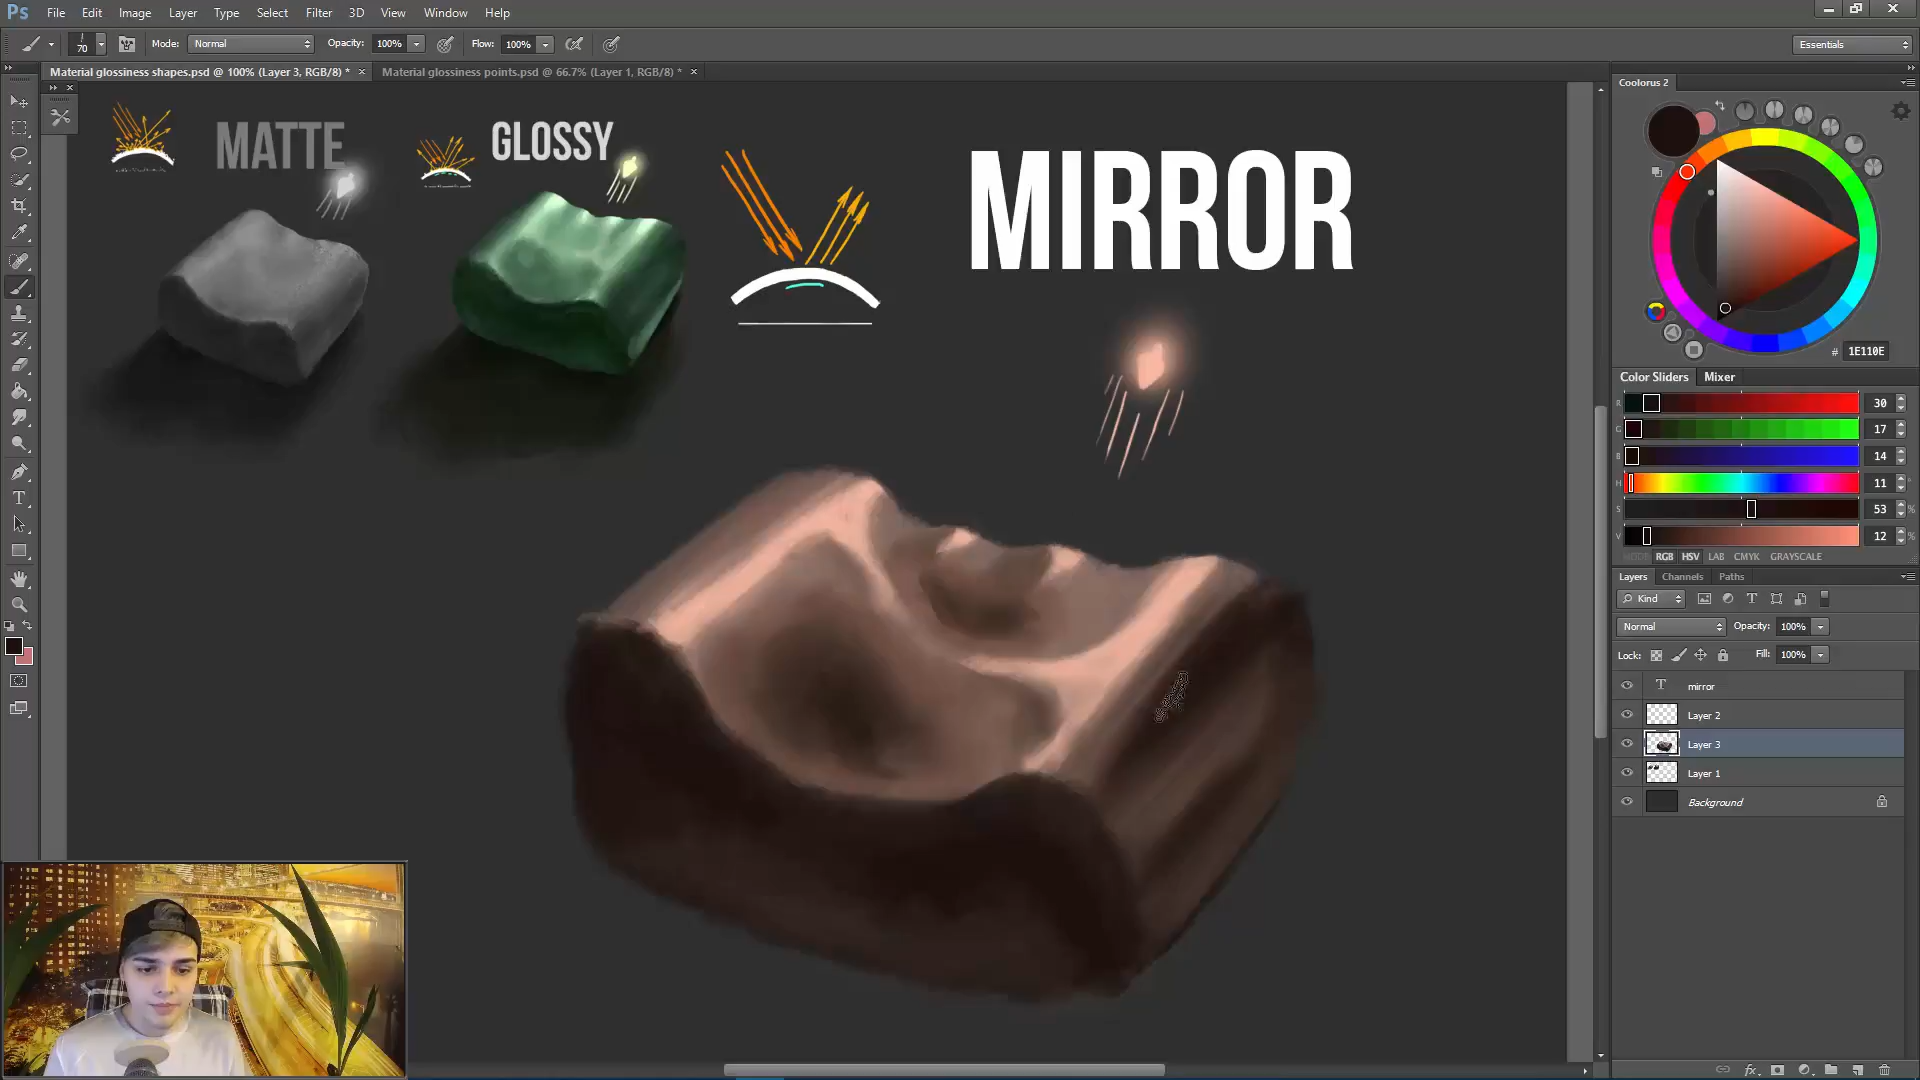 Ps File Edit Image Layer Type Select Filter 3D View Window Help
70 Mode: Normal Opacity: 100% Flow: 100% Essentials
Material glossiness shapes.psd @ 100% (Layer 3, RGB/8) * × Material glossiness points.psd @ 66.7% (Layer 1, RGB/8) * ×
MATTE
GLOSSY
MIRROR
Coolorus 2
# 1E110E
Color Sliders Mixer
R 30
G 17
B 14
H 11 °
S 53 %
V 12 %
RGB HSV LAB CMYK GRAYSCALE
Layers Channels Paths
Kind
Normal Opacity: 100%
Lock: Fill: 100%
T mirror
Layer 2
Layer 3
Layer 1
Background
fx